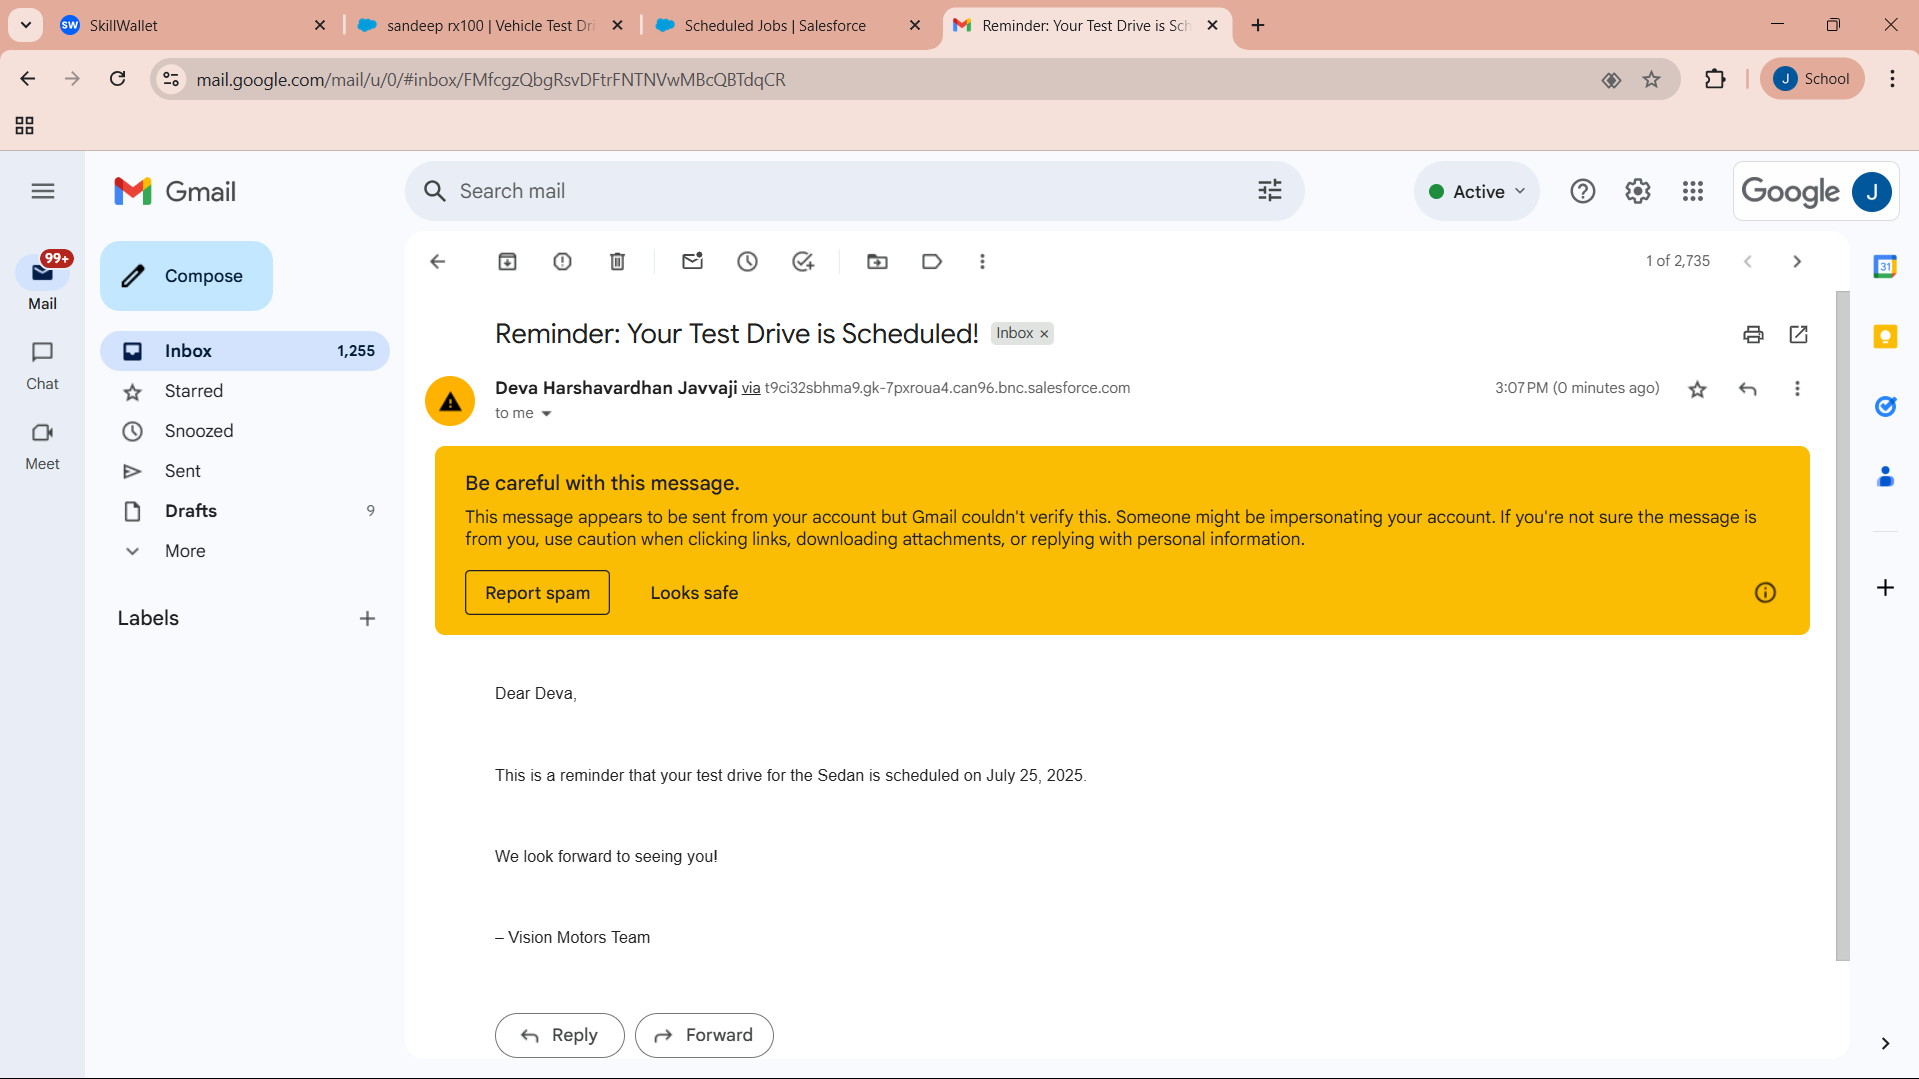 SW SkillWallet
sandeep rx100 | Vehicle Test Dri
Scheduled Jobs | Salesforce
Reminder: Your Test Drive is Sch
mail.google.com/mail/u/0/#inbox/FMfcgzQbgRsvDFtrFNTNVwMBcQBTdqCR
J School
Gmail
Search mail
Active
Google J
99+
Mail
Chat
Meet
Compose
Inbox 1,255
Starred
Snoozed
Sent
Drafts 9
More
Labels
1 of 2,735
31
Reminder: Your Test Drive is Scheduled! Inbox
Deva Harshavardhan Javvaji via t9ci32sbhma9.gk-7pxroua4.can96.bnc.salesforce.com 3:07 PM (0 minutes ago)
to me
Be careful with this message.
This message appears to be sent from your account but Gmail couldn't verify this. Someone might be impersonating your account. If you're not sure the message is
from you, use caution when clicking links, downloading attachments, or replying with personal information.
Report spam Looks safe
Dear Deva,
This is a reminder that your test drive for the Sedan is scheduled on July 25, 2025.
We look forward to seeing you!
– Vision Motors Team
Reply Forward